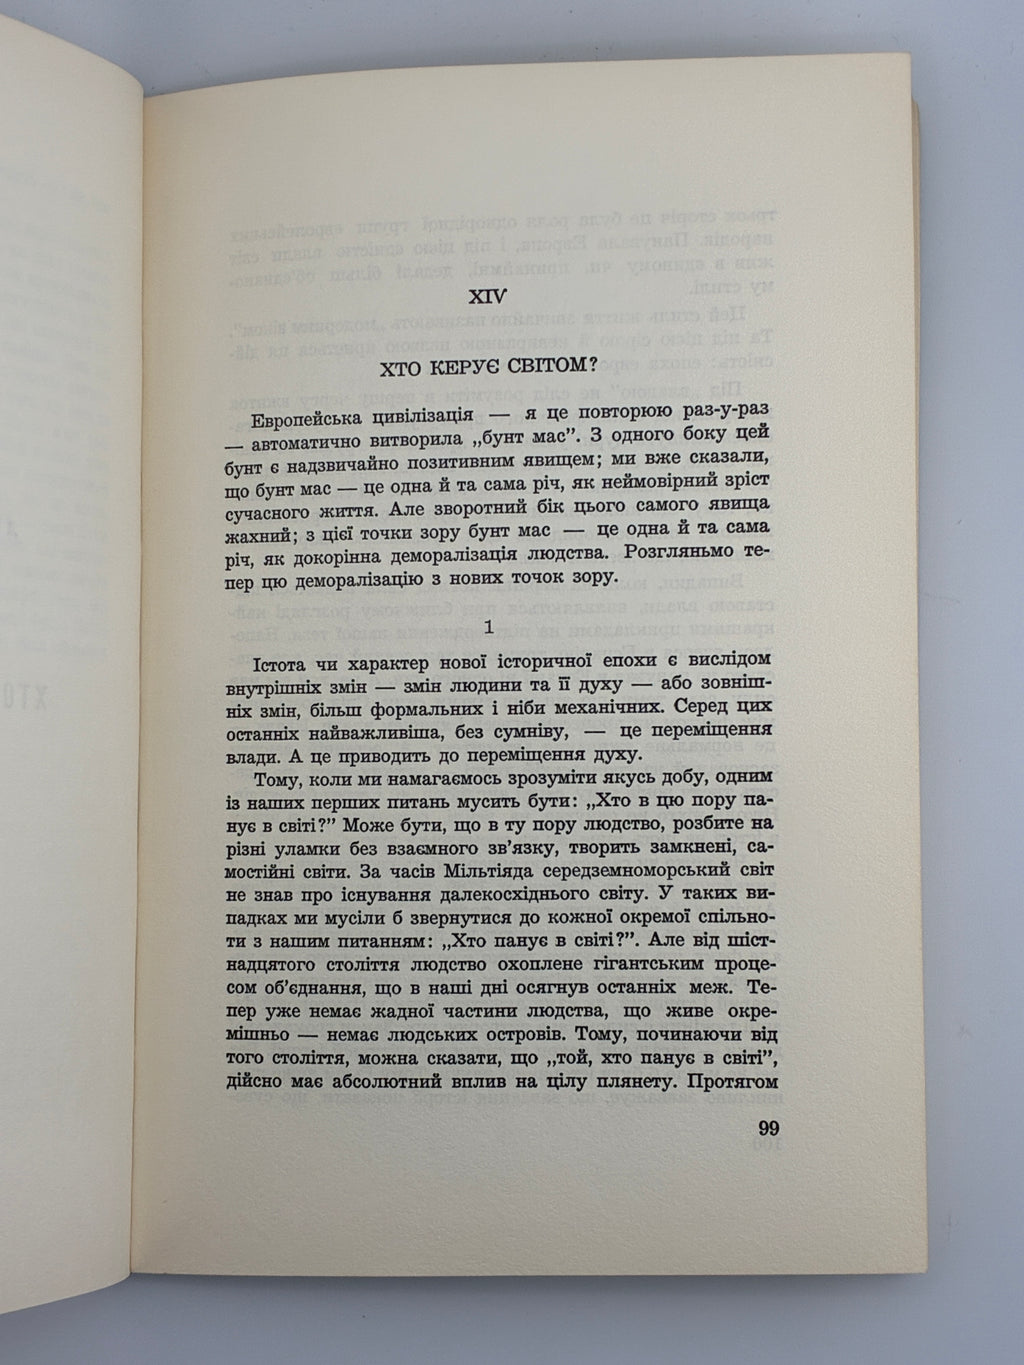 XIV
ХТО КЕРУЄ СВІТОМ?
Европейська цивілізація — я це повторюю раз-у-раз
— автоматично витворила „бунт мас”. З одного боку цей
бунт є надзвичайно позитивним явищем; ми вже сказали,
що бунт мас — це одна й та сама річ, як неймовірний зріст
сучасного життя. Але зворотний бік цього самого явища
жахний; з цієї точки зору бунт мас — це одна й та сама
річ, як докорінна деморалізація людства. Розгляньмо те-
пер цю деморалізацію з нових точок зору.
1
Істота чи характер нової історичної епохи є вислідом
внутрішніх змін — змін людини та її духу — або зовніш-
ніх змін, більш формальних і ніби механічних. Серед цих
останніх найважливіша, без сумніву, — це переміщення
влади. А це приводить до переміщення духу.
Тому, коли ми намагаємось зрозуміти якусь добу, одним
із наших перших питань мусить бути: „Хто в цю пору па-
нує в світі?” Може бути, що в ту пору людство, розбите на
різні уламки без взаємного зв’язку, творить замкнені, са-
мостійні світи. За часів Мільтіяда середземноморський світ
не знав про існування далекосхіднього світу. У таких ви-
падках ми мусіли б звернутися до кожної окремої спільно-
ти з нашим питанням: „Хто панує в світі?”. Але від шіст-
надцятого століття людство охоплене гігантським проце-
сом об’єднання, що в наші дні осягнув останніх меж. Те-
пер уже немає жадної частини людства, що живе окре-
мішньо — немає людських островів. Тому, починаючи від
того століття, можна сказати, що „той, хто панує в світі”,
дійсно має абсолютний вплив на цілу плянету. Протягом
99